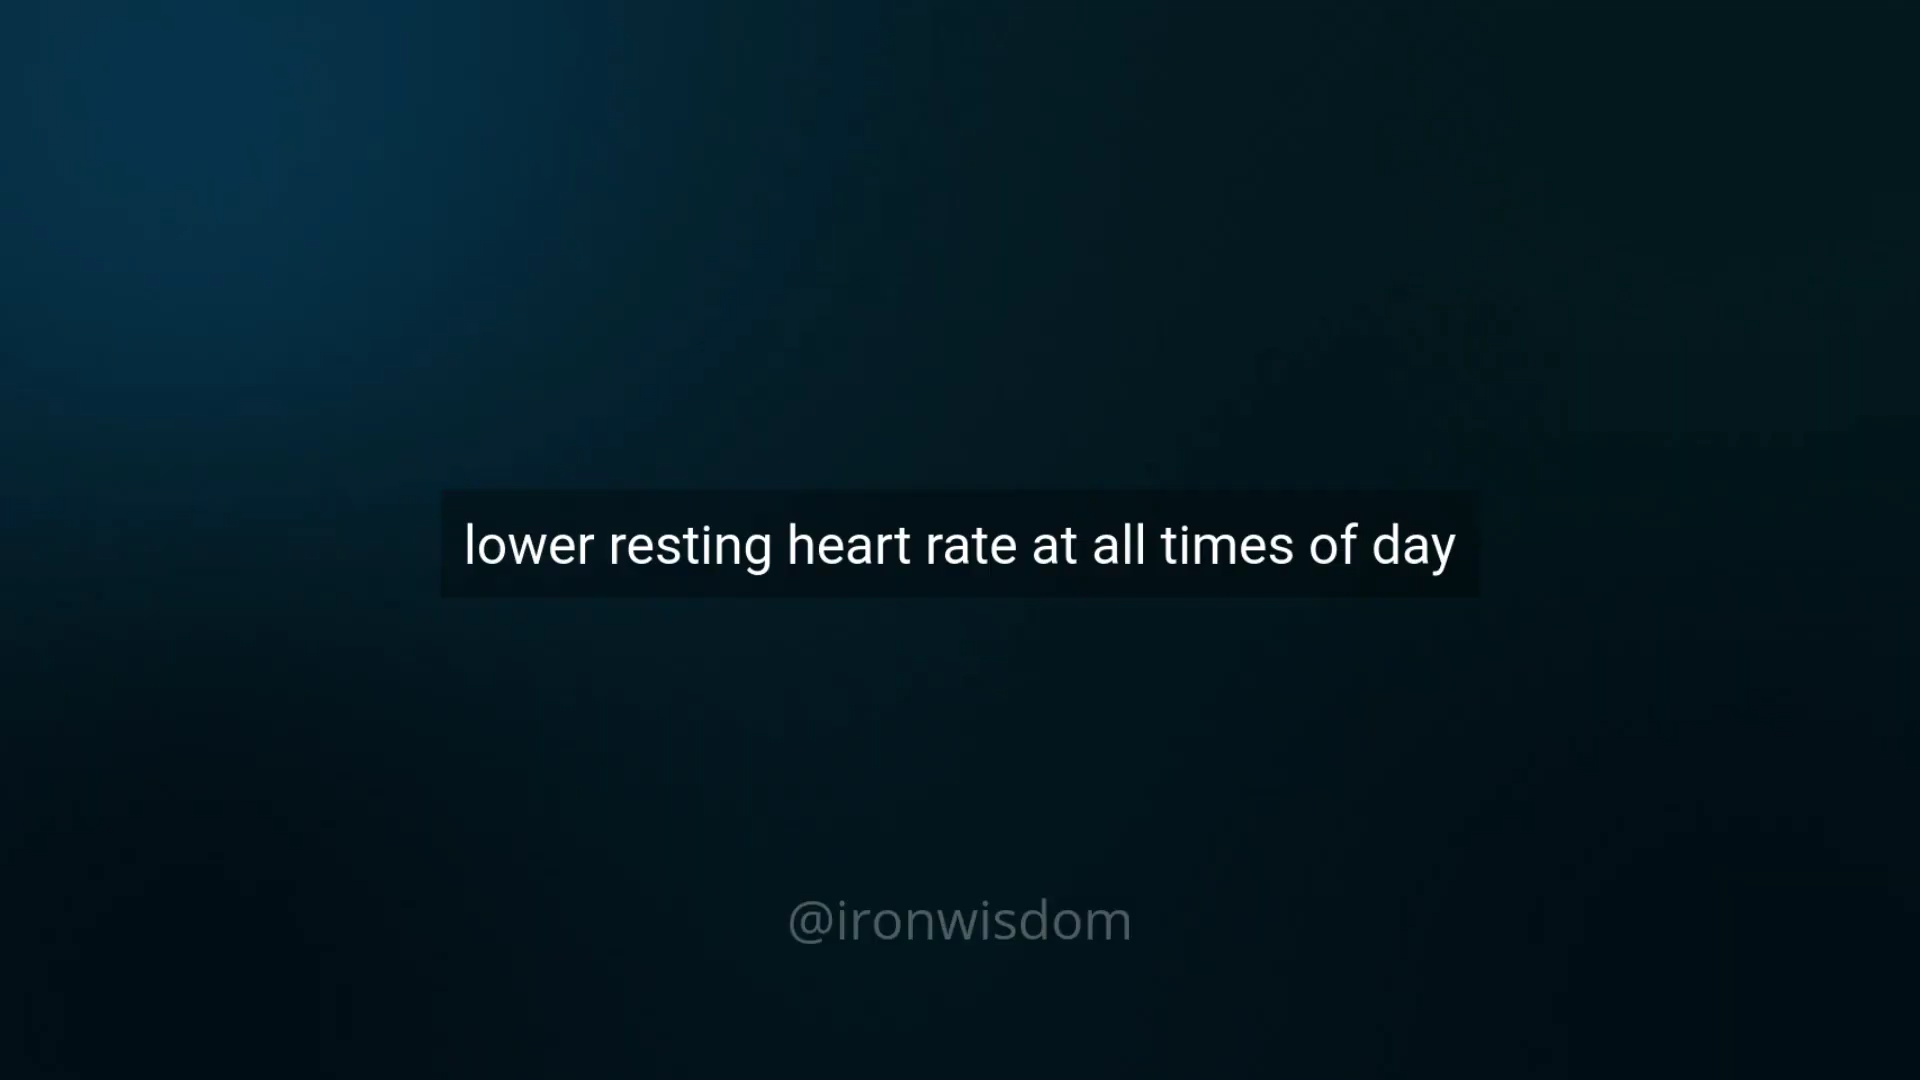 lower resting heart rate at all times of day
@ironwisdom